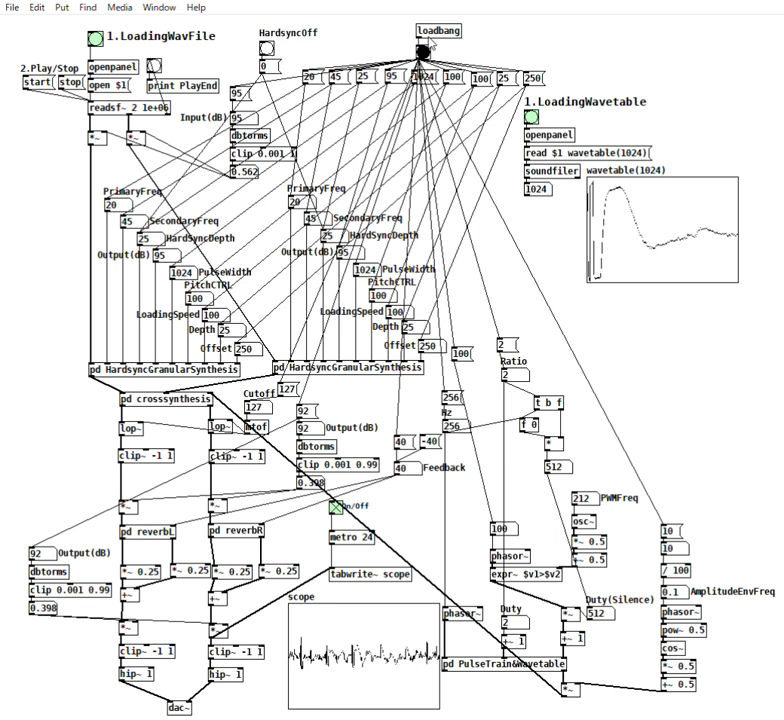 File Edit Put Find Media Window Help
1.LoadingWavFile
HardsyncOff
loadbang
2.Play/Stop
openpanel
0
start
stop
open $1
print PlayEnd
20 45 25 95 1024 100 100 25 250
readsf~ 2 1e+06
95
1.LoadingWavetable
Input(dB)
95
openpanel
*~
*~
dbtorms
read $1 wavetable(1024)
clip 0.001 1
soundfiler
wavetable(1024)
0.562
1024
PrimaryFreq
PrimaryFreq
20
20
45
SecondaryFreq
45
SecondaryFreq
25
HardSyncDepth
25
HardSyncDepth
Output(dB)
95
Output(dB)
95
1024
PulseWidth
1024
PulseWidth
PitchCTRL
PitchCTRL
100
100
LoadingSpeed
100
LoadingSpeed
100
Depth
25
Depth
25
Offset
250
Offset
250
100
2
Ratio
2
pd HardsyncGranularSynthesis
pd HardsyncGranularSynthesis
pd crosssynthesis
Cutoff
127
127
256
Hz
256
t b f
f 0
*
512
lop~
lop~
mtof
92
92
Output(dB)
dbtorms
clip 0.001 0.99
0.398
40
-40
40
Feedback
clip~ -1 1
clip~ -1 1
*~
*~
On/Off
212
PWMFreq
osc~
*~ 0.5
+~ 0.5
pd reverbL
pd reverbR
metro 24
100
10
10
/ 100
92
Output(dB)
dbtorms
clip 0.001 0.99
0.398
*~ 0.25
*~ 0.25
*~ 0.25
*~ 0.25
tabwrite~ scope
phasor~
expr~ $v1>$v2
0.1
AmplitudeEnvFreq
+~
+~
scope
phasor~
Duty
2
+~ 1
Duty(Silence)
512
*~
+~ 1
phasor~
pow~ 0.5
cos~
*~ 0.5
+~ 0.5
*~
*~
clip~ -1 1
clip~ -1 1
hip~ 1
hip~ 1
pd PulseTrain&Wavetable
*~
dac~